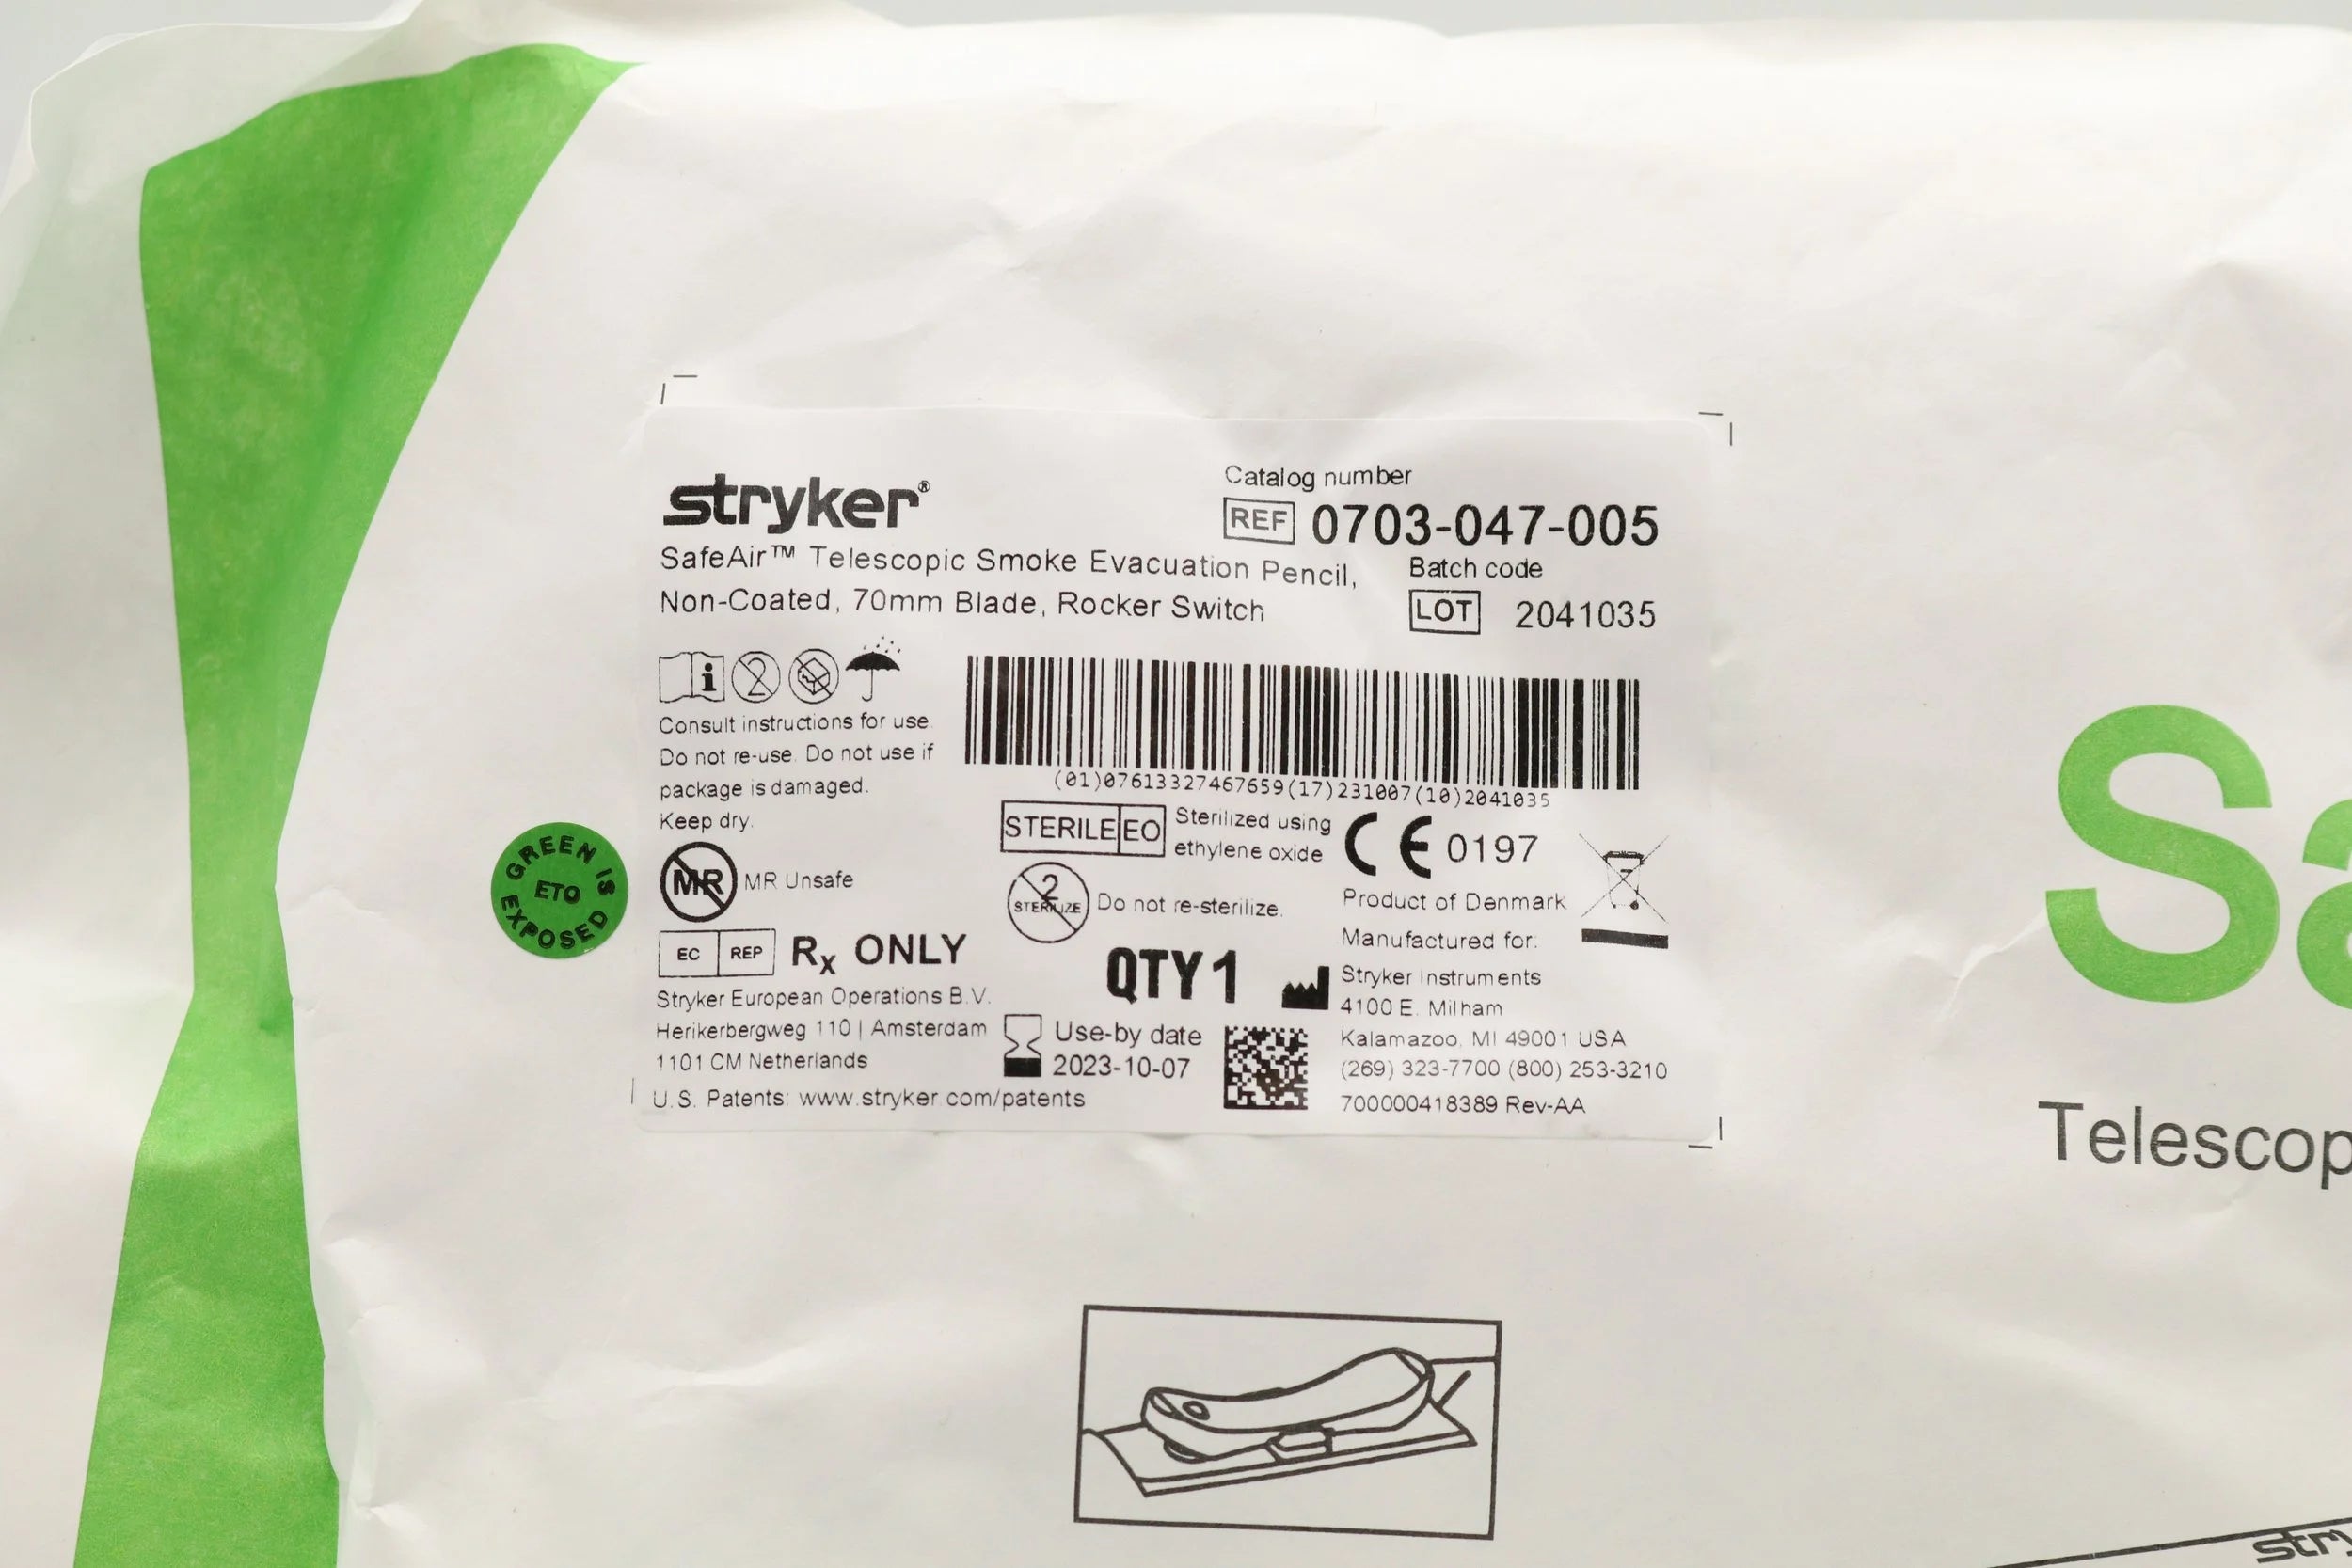 stryker®
Catalog number
REF 0703-047-005
SafeAir™ Telescopic Smoke Evacuation Pencil,
Non-Coated, 70mm Blade, Rocker Switch
Batch code
LOT 2041035
Consult instructions for use.
Do not re-use. Do not use if
package is damaged.
Keep dry.
(01)07613327467659(17)231007(10)2041035
STERILE EO
Sterilized using
ethylene oxide
CE 0197
GREEN IS
ETO
EXPOSED
MR
MR Unsafe
2
STERILIZE
Do not re-sterilize.
Product of Denmark
Manufactured for:
EC REP
Rx ONLY
QTY 1
Stryker Instruments
4100 E. Milham
Kalamazoo, MI 49001 USA
(269) 323-7700 (800) 253-3210
700000418389 Rev-AA
Stryker European Operations B.V.
Herikerbergweg 110 | Amsterdam
1101 CM Netherlands
Use-by date
2023-10-07
U.S. Patents: www.stryker.com/patents
Sa
Telescop
stry